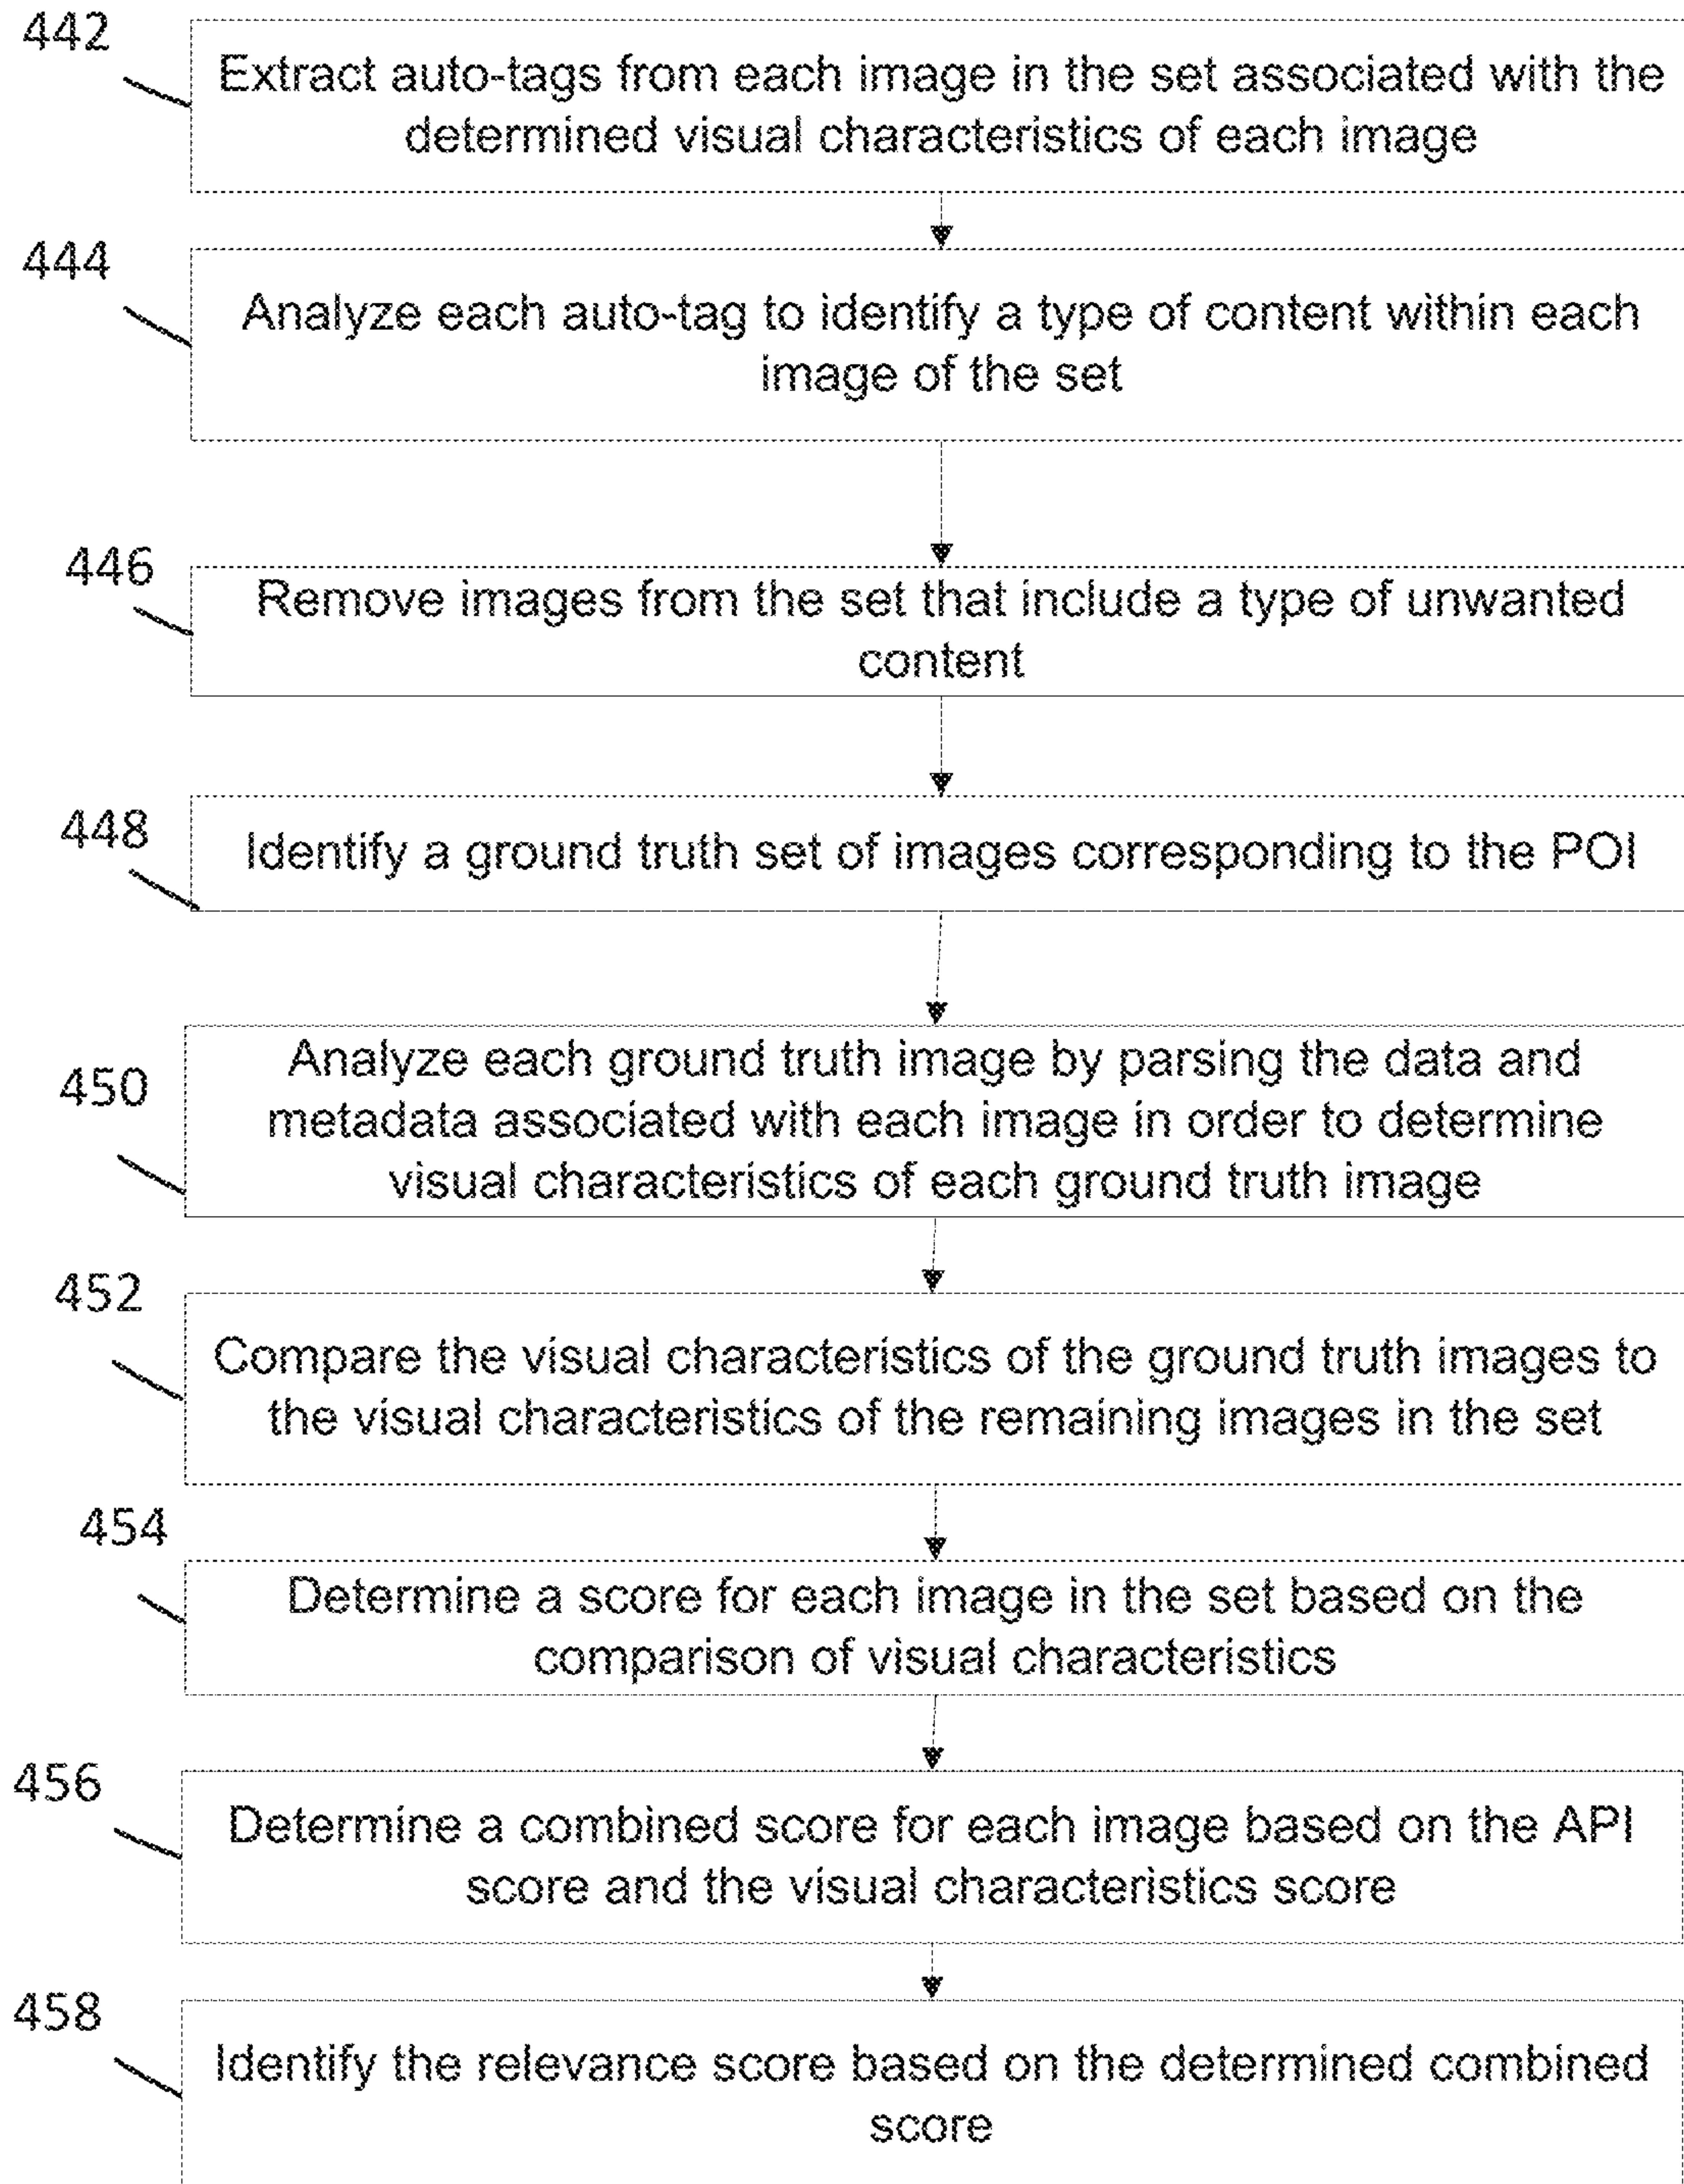 442
Extract auto-tags from each image in the set associated with the
determined visual characteristics of each image
444
Analyze each auto-tag to identify a type of content within each
image of the set
446
Remove images from the set that include a type of unwanted
content
448
Identify a ground truth set of images corresponding to the POI
450
Analyze each ground truth image by parsing the data and
metadata associated with each image in order to determine
visual characteristics of each ground truth image
452
Compare the visual characteristics of the ground truth images to
the visual characteristics of the remaining images in the set
454
Determine a score for each image in the set based on the
comparison of visual characteristics
456
Determine a combined score for each image based on the API
score and the visual characteristics score
458
Identify the relevance score based on the determined combined
score